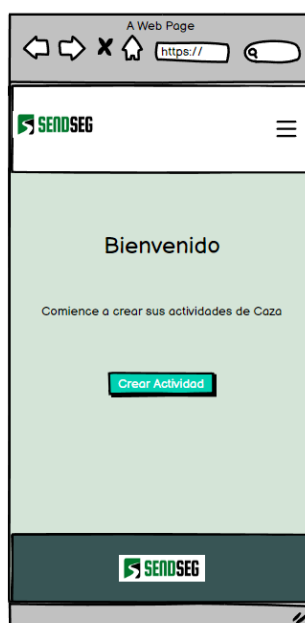 A Web Page
https://
SENDSEG
Bienvenido
Comience a crear sus actividades de Caza
Crear Actividad
SENDSEG